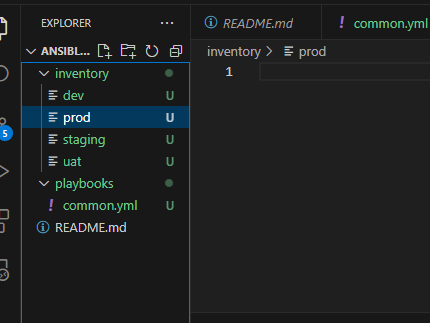 EXPLORER ...
README.md
common.yml
ANSIBL...
inventory > prod
inventory
1
dev U
prod U
staging U
uat U
playbooks
! common.yml U
README.md
5